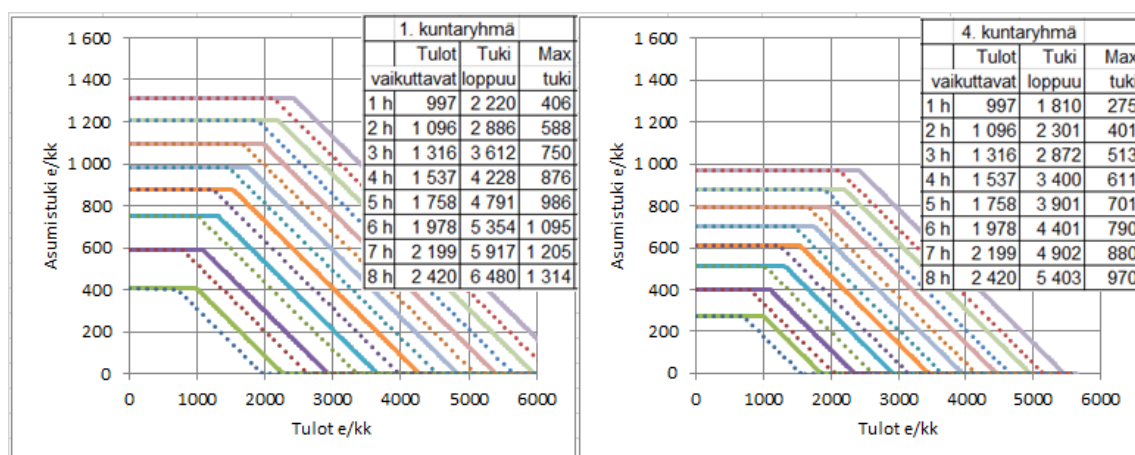 1. kuntaryhmä
Tulot Tuki Max
vaikuttavat loppuu tuki
1 h 997 2 220 406
2 h 1 096 2 886 588
3 h 1 316 3 612 750
4 h 1 537 4 228 876
5 h 1 758 4 791 986
6 h 1 978 5 354 1 095
7 h 2 199 5 917 1 205
8 h 2 420 6 480 1 314
Asumistuki e/kk
1 600
1 400
1 200
1 000
800
600
400
200
0
0 1000 2000 3000 4000 5000 6000
Tulot e/kk
4. kuntaryhmä
Tulot Tuki Max
vaikuttavat loppuu tuki
1 h 997 1 810 275
2 h 1 096 2 301 401
3 h 1 316 2 872 513
4 h 1 537 3 400 611
5 h 1 758 3 901 701
6 h 1 978 4 401 790
7 h 2 199 4 902 880
8 h 2 420 5 403 970
Asumistuki e/kk
1 600
1 400
1 200
1 000
800
600
400
200
0
0 1000 2000 3000 4000 5000 6000
Tulot e/kk